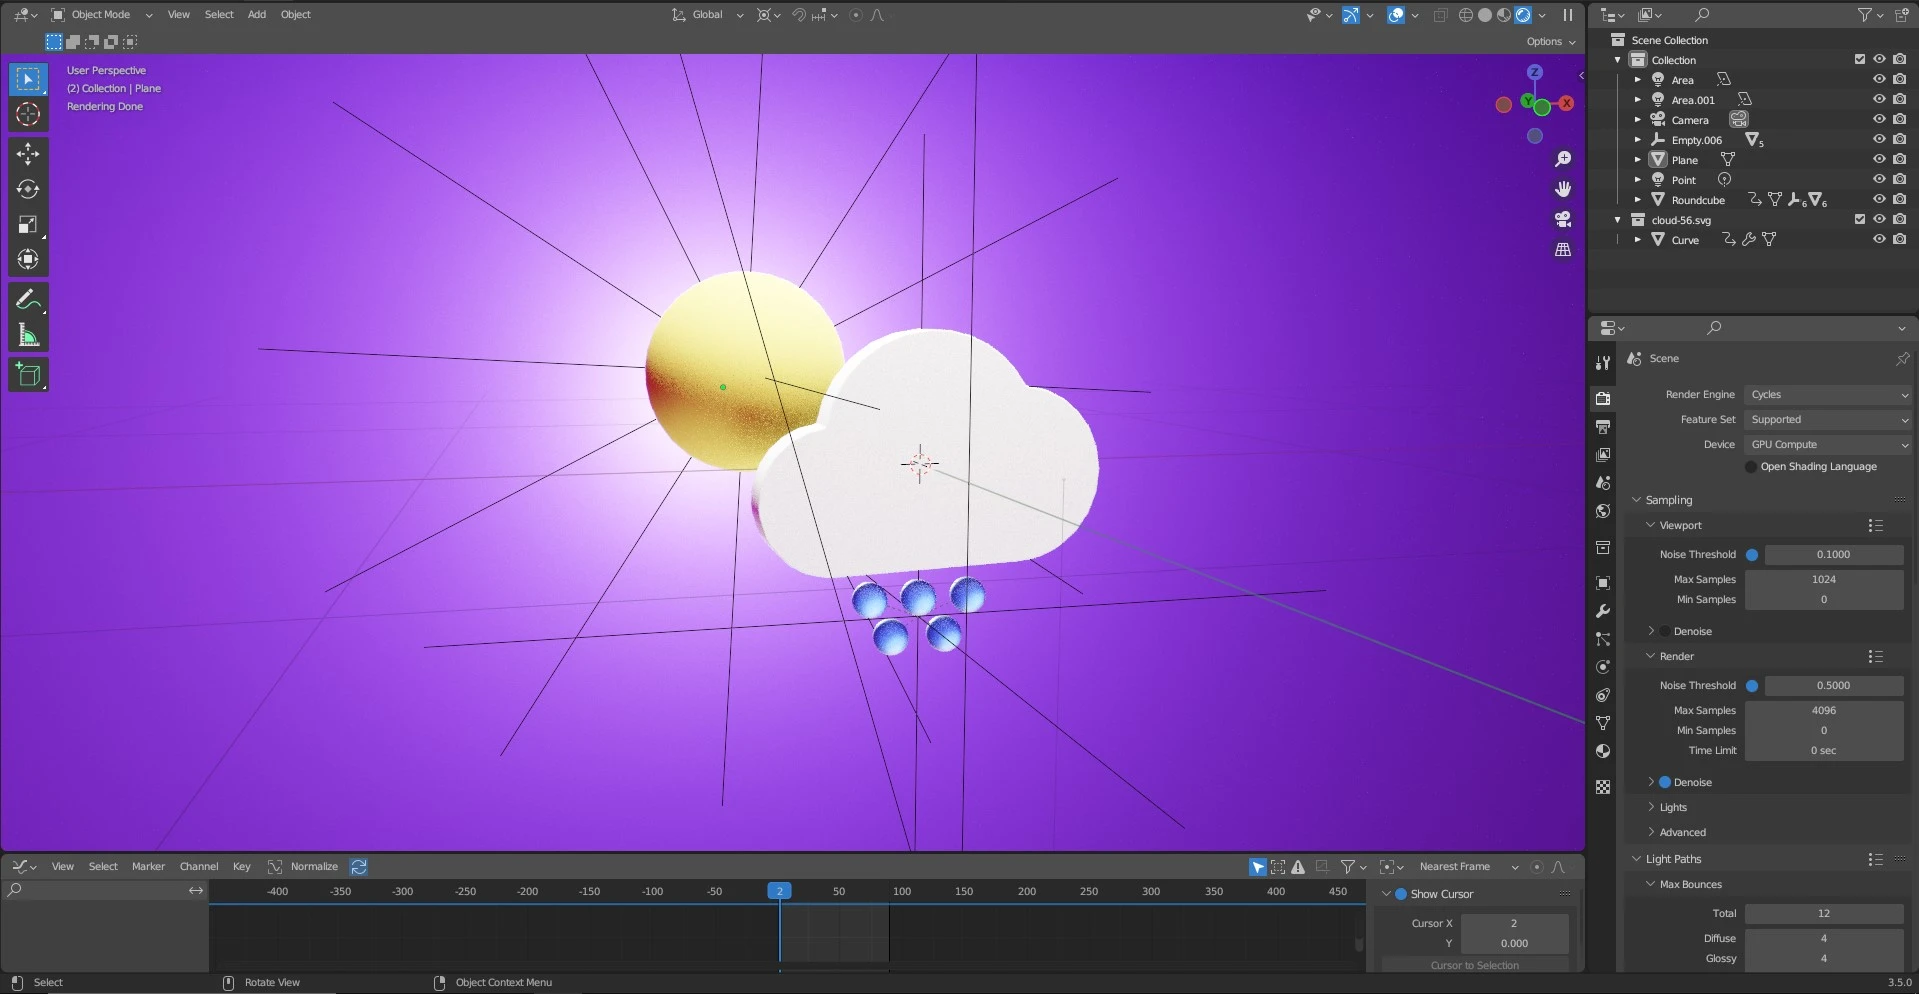 Object Mode View Select Add Object Global
Options
User Perspective
(2) Collection | Plane
Rendering Done
Z
Y X
Scene Collection
Collection
Area
Area.001
Camera
Empty.006 5
Plane
Point
Roundcube 6 6
cloud-56.svg
Curve
Scene
Render Engine Cycles
Feature Set Supported
Device GPU Compute
Open Shading Language
Sampling
Viewport
Noise Threshold 0.1000
Max Samples 1024
Min Samples 0
Denoise
Render
Noise Threshold 0.5000
Max Samples 4096
Min Samples 0
Time Limit 0 sec
Denoise
Lights
Advanced
Light Paths
Max Bounces
Total 12
Diffuse 4
Glossy 4
View Select Marker Channel Key Normalize Nearest Frame
-400 -350 -300 -250 -200 -150 -100 -50 2 50 100 150 200 250 300 350 400 450
Show Cursor
Cursor X 2
Y 0.000
Cursor to Selection
Select Rotate View Object Context Menu 3.5.0